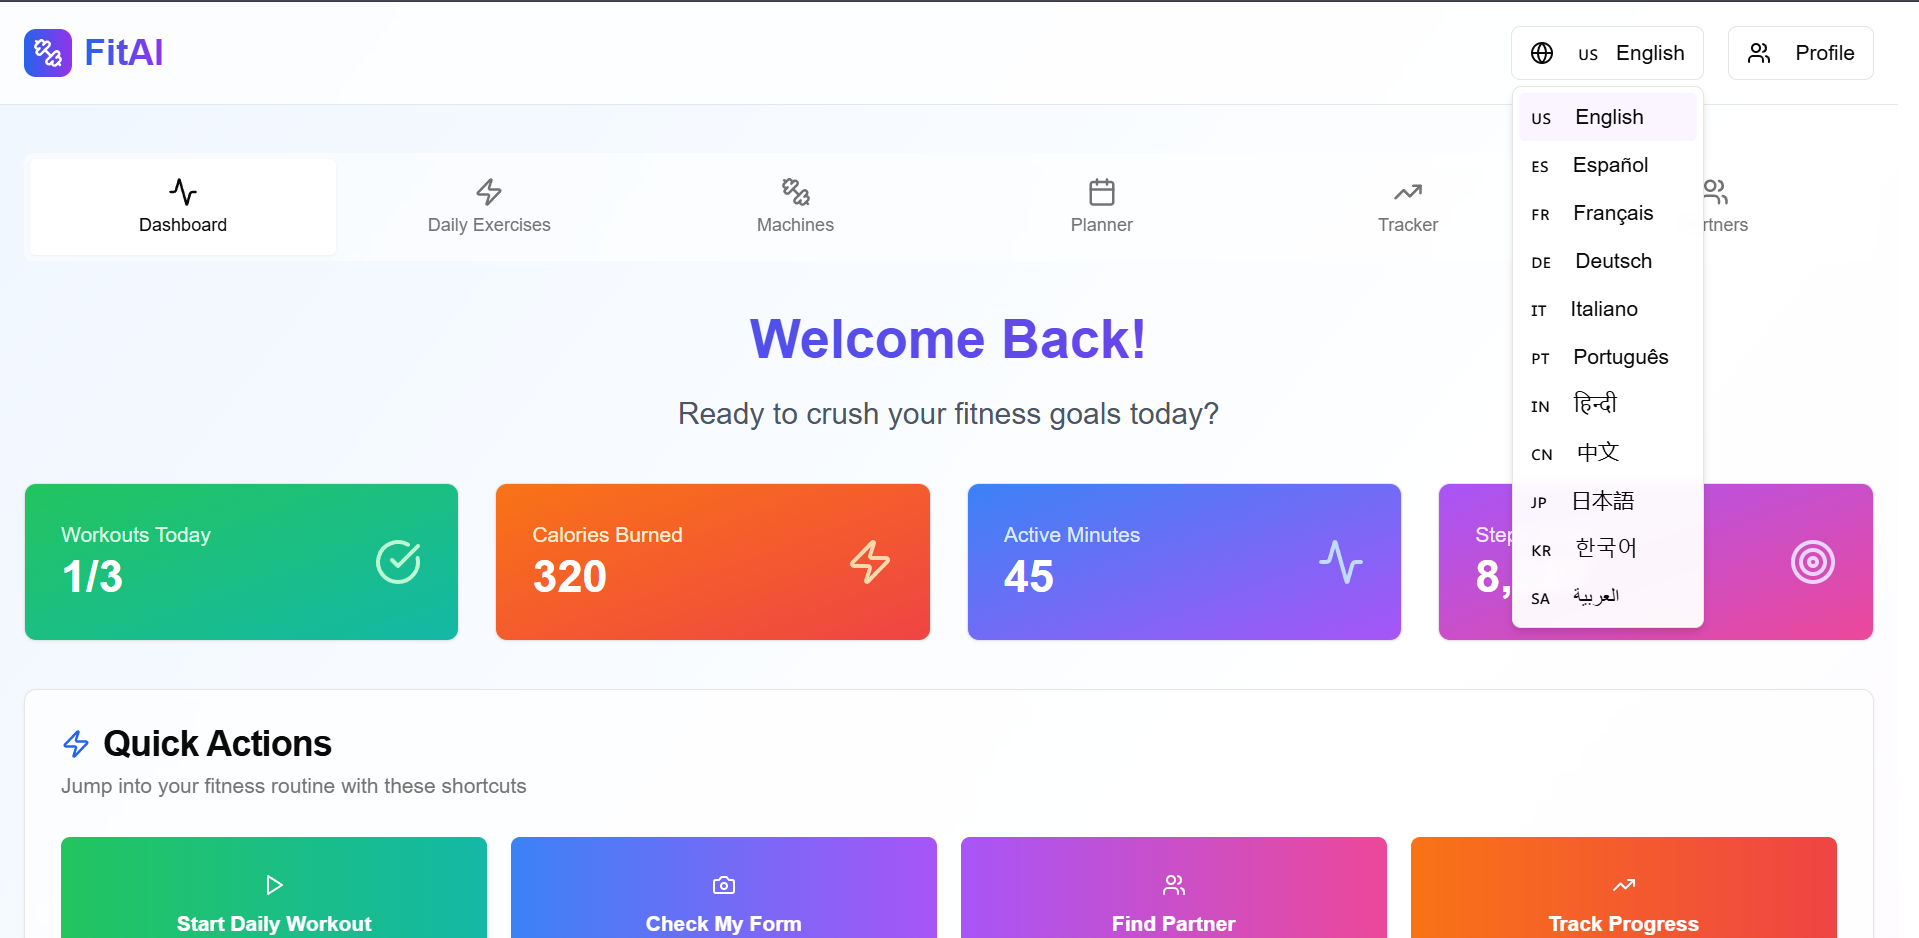 FitAI
US English
Profile
US English
ES Español
FR Français
DE Deutsch
IT Italiano
PT Português
IN हिन्दी
CN 中文
JP 日本語
KR 한국어
SA العربية
Dashboard
Daily Exercises
Machines
Planner
Tracker
Welcome Back!
Ready to crush your fitness goals today?
Workouts Today
1/3
Calories Burned
320
Active Minutes
45
Quick Actions
Jump into your fitness routine with these shortcuts
Start Daily Workout
Check My Form
Find Partner
Track Progress